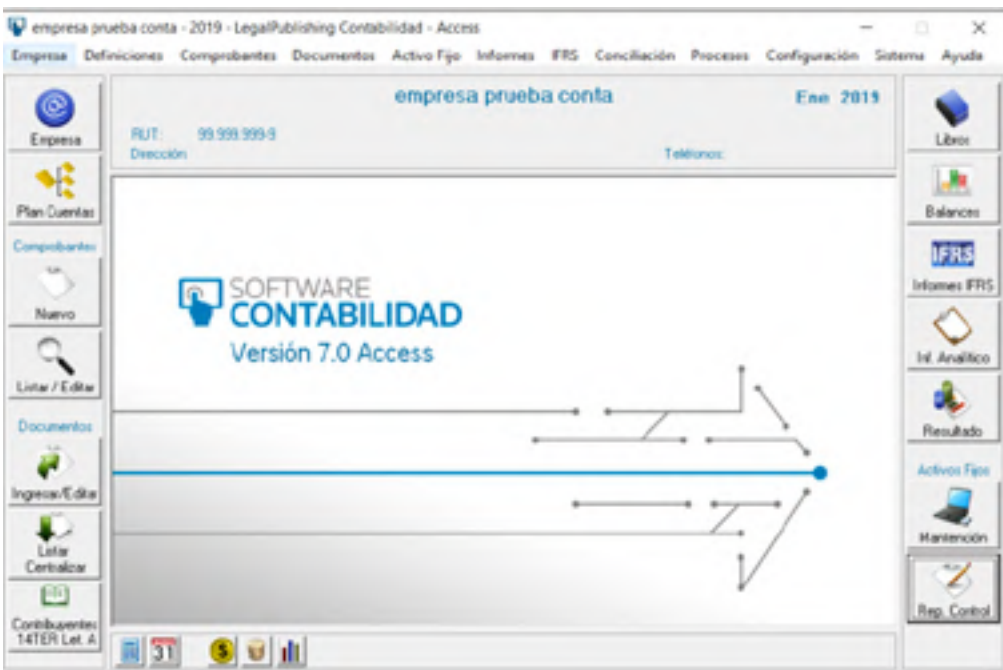 empresa prueba conta - 2019 - LegalPublishing Contabilidad - Access
Empresa Definiciones Comprobantes Documentos Activo Fijo Informes IFRS Conciliación Procesos Configuración Sistema Ayuda
empresa prueba conta
Ene 2019
RUT: 99.999.999-9
Dirección
Teléfonos:
Empresa
Plan Cuentas
Comprobantes
Nuevo
Listar / Editar
Documentos
Ingresar/Editar
Listar
Centralizar
Contribuyentes
14TER Let. A
SOFTWARE
CONTABILIDAD
Versión 7.0 Access
31
Libros
Balances
IFRS
Informes IFRS
Inf. Analítico
Resultado
Activos Fijos
Mantención
Rep. Control